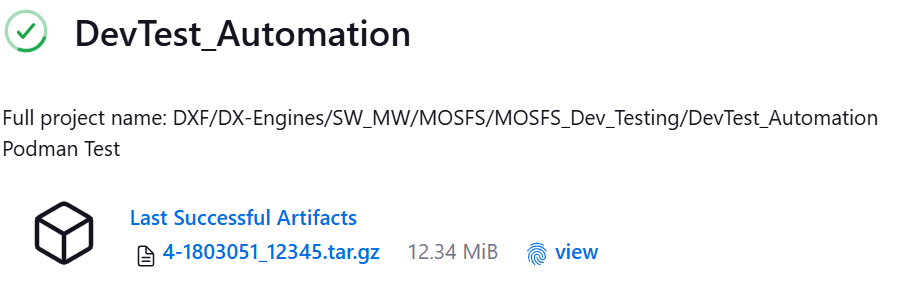 DevTest_Automation
Full project name: DXF/DX-Engines/SW_MW/MOSFS/MOSFS_Dev_Testing/DevTest_Automation
Podman Test
Last Successful Artifacts
4-1803051_12345.tar.gz 12.34 MiB view